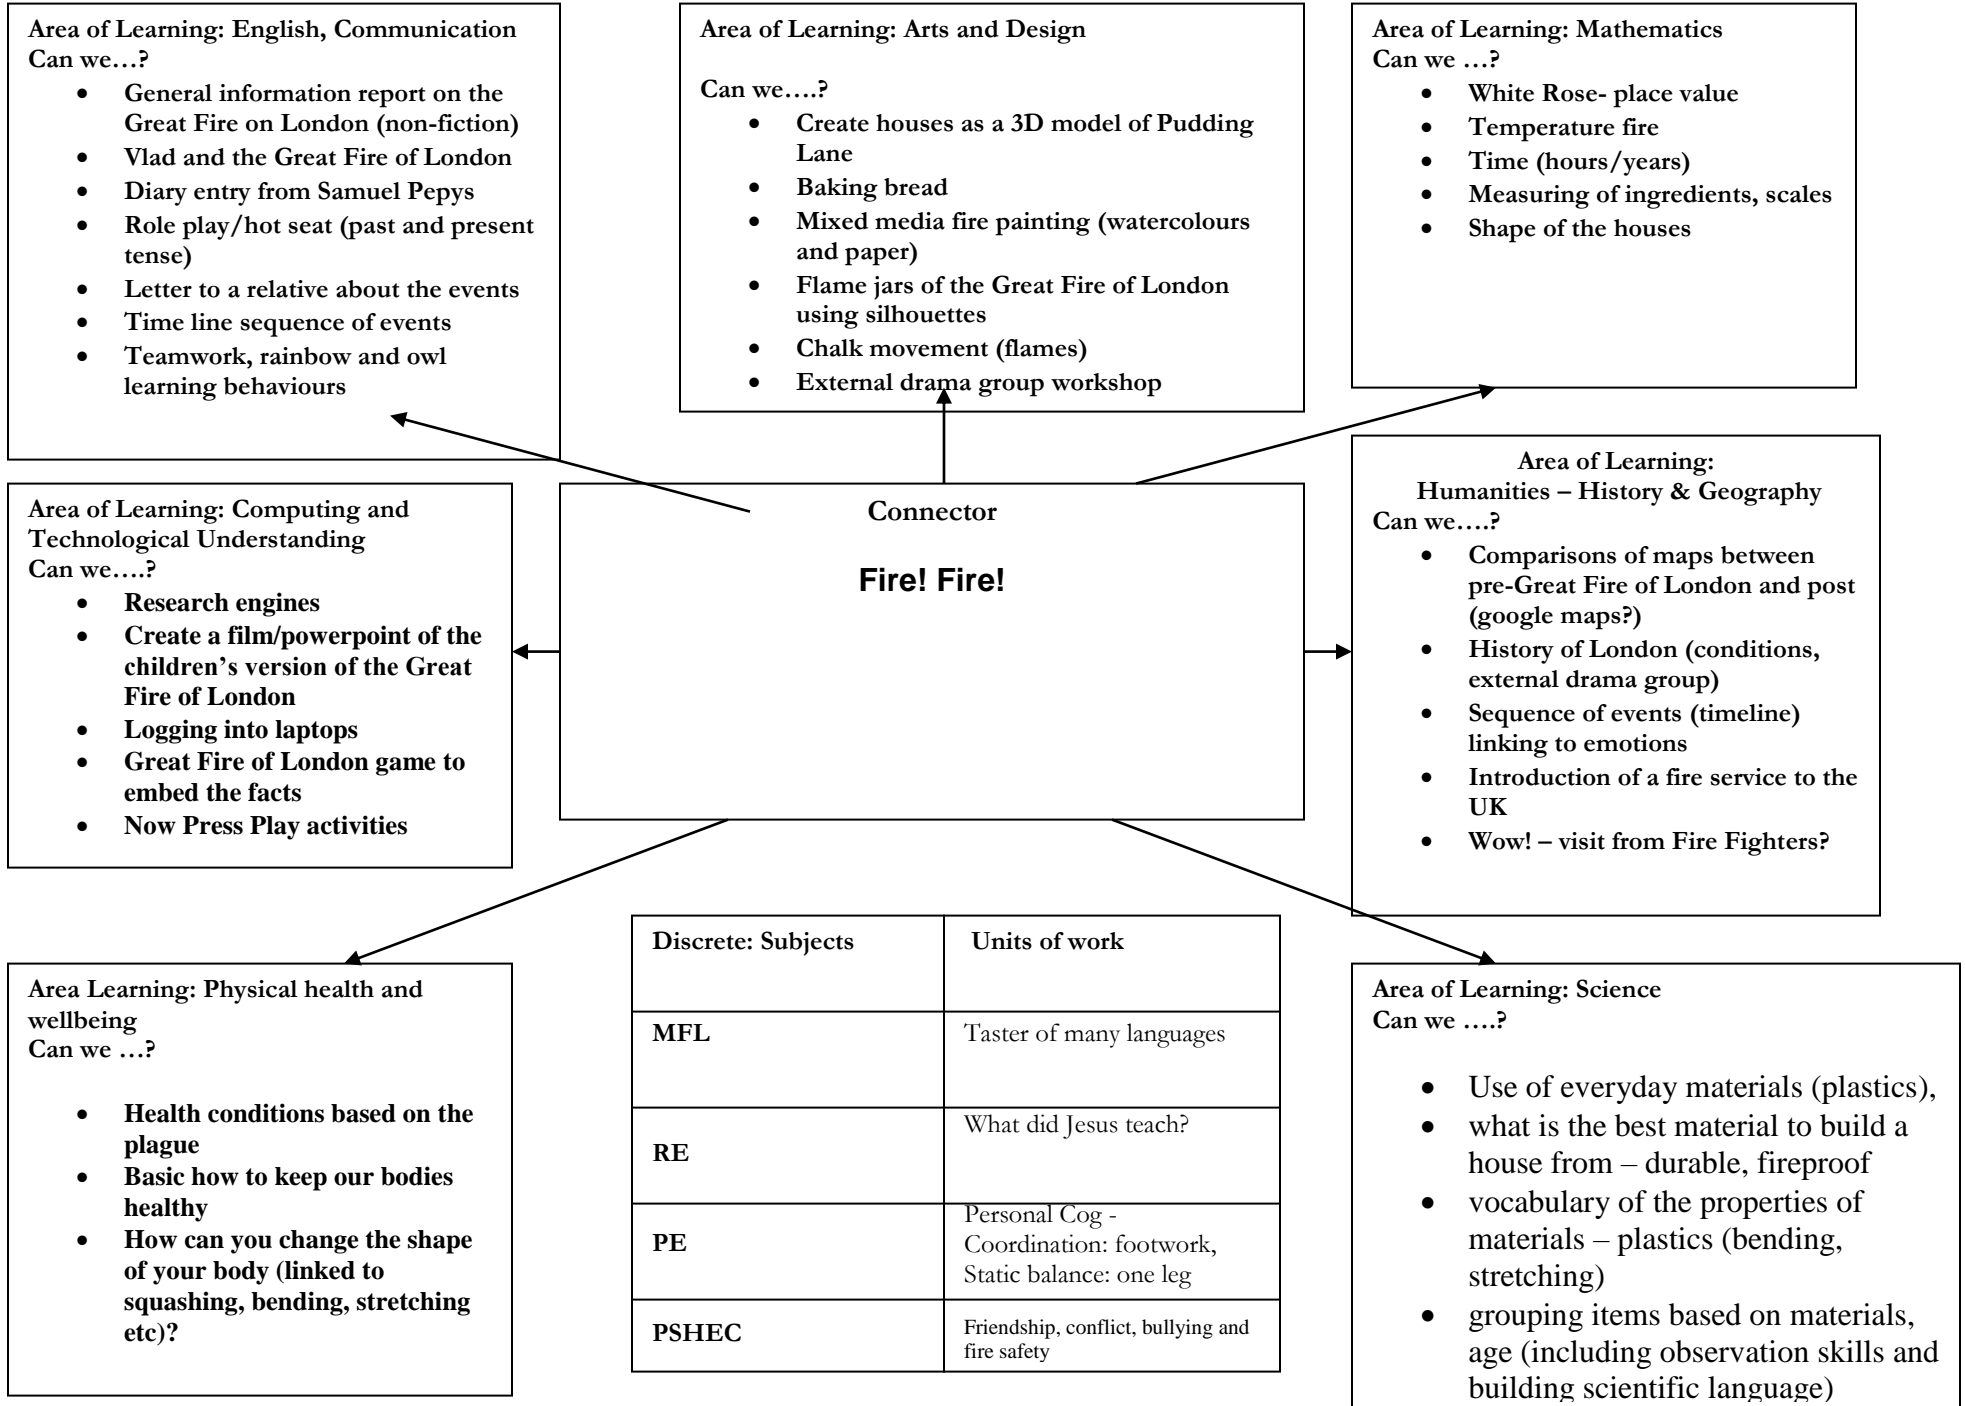 Area of Learning: English, Communication
Can we…?
• General information report on the
Great Fire on London (non-fiction)
• Vlad and the Great Fire of London
• Diary entry from Samuel Pepys
• Role play/hot seat (past and present
tense)
• Letter to a relative about the events
• Time line sequence of events
• Teamwork, rainbow and owl
learning behaviours
Area of Learning: Arts and Design
Can we….?
• Create houses as a 3D model of Pudding
Lane
• Baking bread
• Mixed media fire painting (watercolours
and paper)
• Flame jars of the Great Fire of London
using silhouettes
• Chalk movement (flames)
• External drama group workshop
Area of Learning: Mathematics
Can we …?
• White Rose- place value
• Temperature fire
• Time (hours/years)
• Measuring of ingredients, scales
• Shape of the houses
Area of Learning: Computing and
Technological Understanding
Can we….?
• Research engines
• Create a film/powerpoint of the
children’s version of the Great
Fire of London
• Logging into laptops
• Great Fire of London game to
embed the facts
• Now Press Play activities
Connector
Fire! Fire!
Area of Learning:
Humanities – History & Geography
Can we….?
• Comparisons of maps between
pre-Great Fire of London and post
(google maps?)
• History of London (conditions,
external drama group)
• Sequence of events (timeline)
linking to emotions
• Introduction of a fire service to the
UK
• Wow! – visit from Fire Fighters?
Area Learning: Physical health and
wellbeing
Can we …?
• Health conditions based on the
plague
• Basic how to keep our bodies
healthy
• How can you change the shape
of your body (linked to
squashing, bending, stretching
etc)?
Discrete: Subjects Units of work
MFL Taster of many languages
RE What did Jesus teach?
PE Personal Cog -
Coordination: footwork,
Static balance: one leg
PSHEC Friendship, conflict, bullying and
fire safety
Area of Learning: Science
Can we ….?
• Use of everyday materials (plastics),
• what is the best material to build a
house from – durable, fireproof
• vocabulary of the properties of
materials – plastics (bending,
stretching)
• grouping items based on materials,
age (including observation skills and
building scientific language)